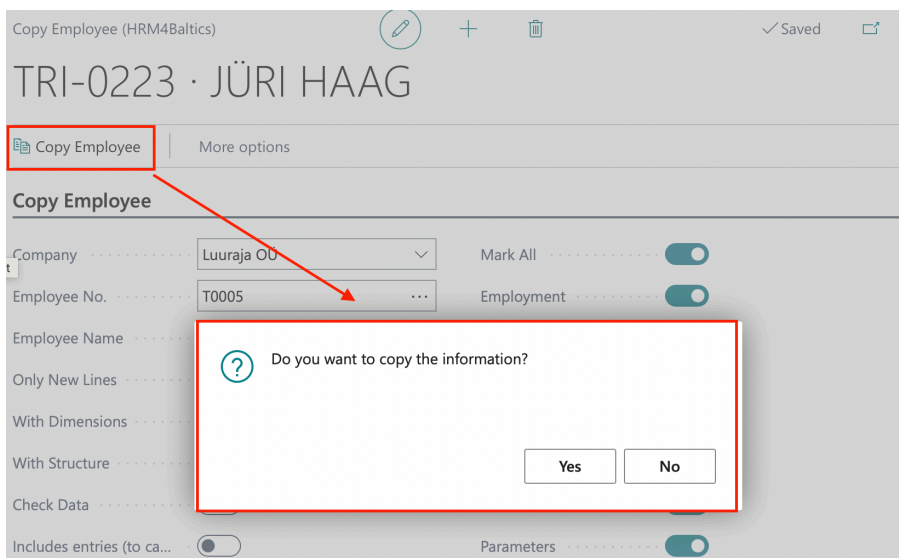 Copy Employee (HRM4Baltics)
Saved
TRI-0223 · JÜRI HAAG
Copy Employee
More options
Copy Employee
Company
Luuraja OÜ
Mark All
t
Employee No.
T0005
Employment
Employee Name
Do you want to copy the information?
Only New Lines
With Dimensions
With Structure
Yes
No
Check Data
Includes entries (to ca...
Parameters